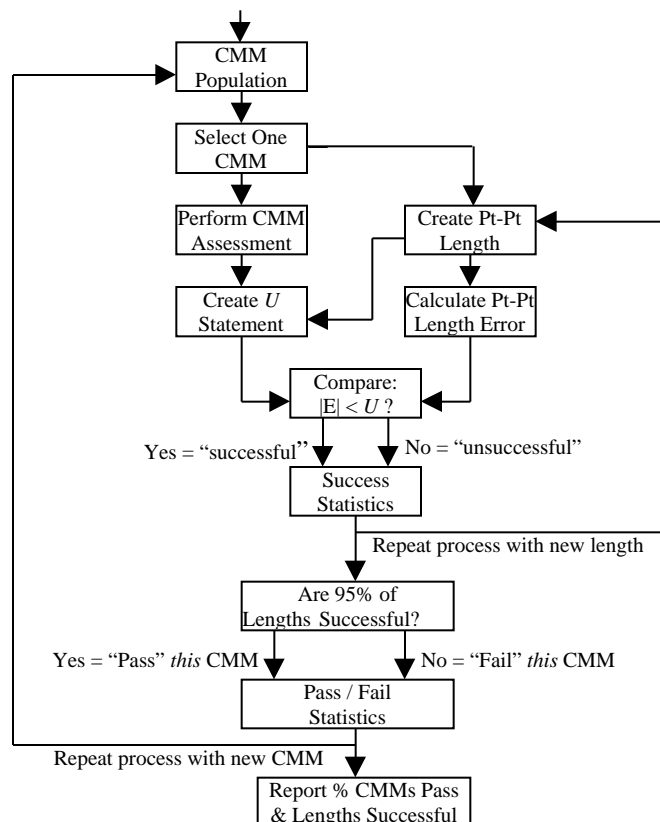 CMM
Population
Select One
CMM
Perform CMM
Assessment
Create Pt-Pt
Length
Create U
Statement
Calculate Pt-Pt
Length Error
Compare:
|E| < U ?
Yes = “successful”
No = “unsuccessful”
Success
Statistics
Repeat process with new length
Are 95% of
Lengths Successful?
Yes = “Pass” this CMM
No = “Fail” this CMM
Pass / Fail
Statistics
Repeat process with new CMM
Report % CMMs Pass
& Lengths Successful